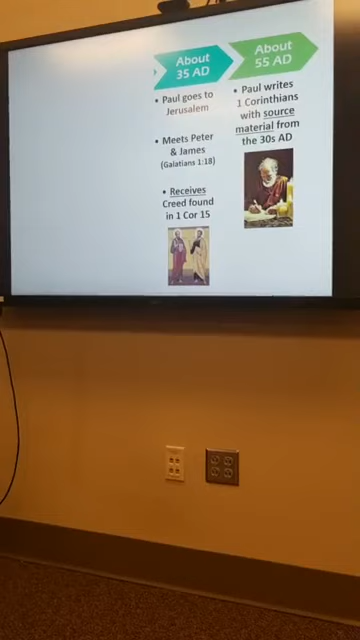 About
35 AD
• Paul goes to
Jerusalem
• Meets Peter
& James
(Galatians 1:18)
• Receives
Creed found
in 1 Cor 15
About
55 AD
• Paul writes
1 Corinthians
with source
material from
the 30s AD